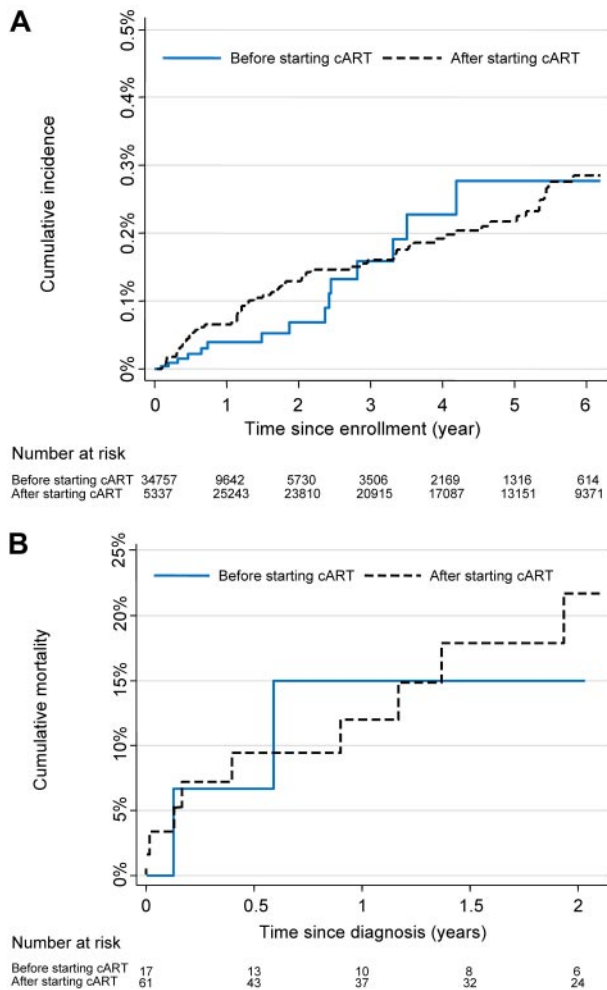 A
0.5%
0.4%
0.3%
0.2%
0.1%
0%
Cumulative incidence
Before starting cART After starting cART
0 1 2 3 4 5 6
Time since enrollment (year)
Number at risk
Before starting cART 34757 9642 5730 3506 2169 1316 614
After starting cART 5337 25243 23810 20915 17087 13151 9371
B
25%
20%
15%
10%
5%
0%
Cumulative mortality
Before starting cART After starting cART
0 0.5 1 1.5 2
Time since diagnosis (years)
Number at risk
Before starting cART 17 13 10 8 6
After starting cART 61 43 37 32 24